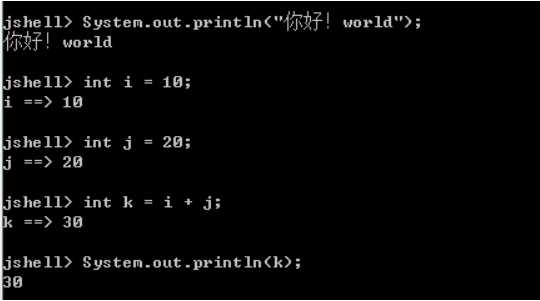 jshell> System.out.println("你好！world");
你好！world
jshell> int i = 10;
i ==> 10
jshell> int j = 20;
j ==> 20
jshell> int k = i + j;
k ==> 30
jshell> System.out.println(k);
30